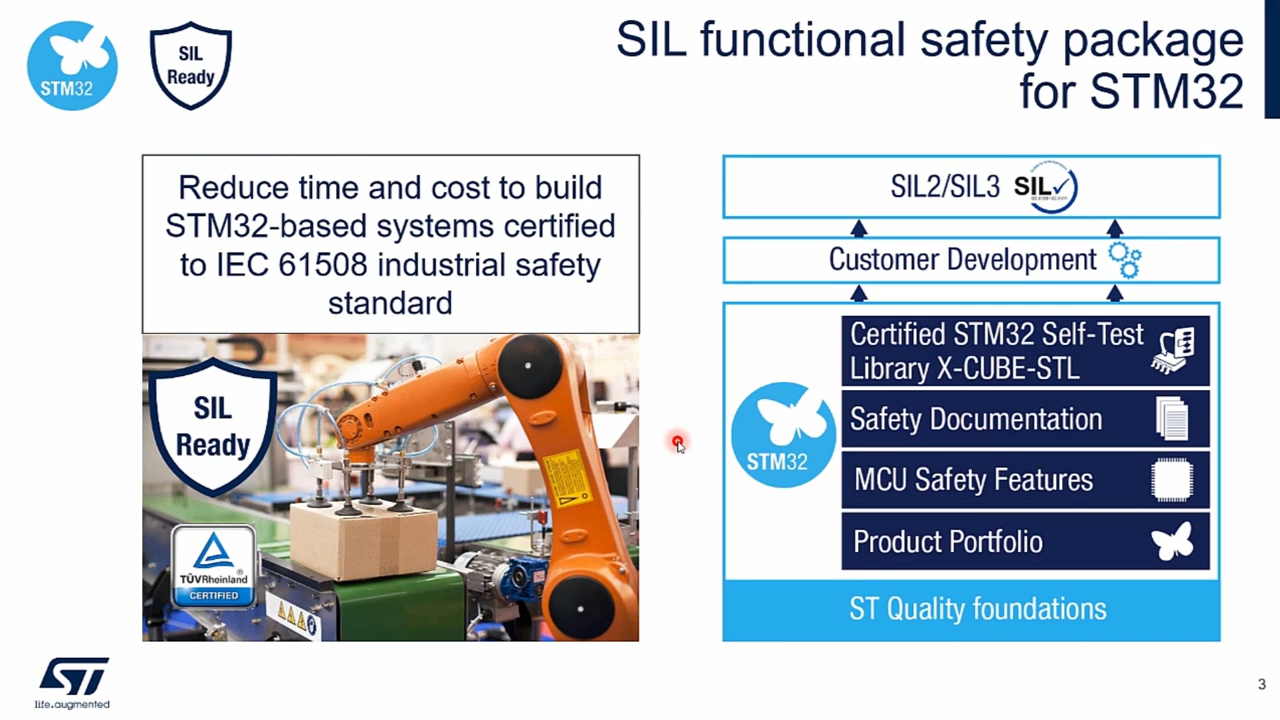 STM32
SIL
Ready
SIL functional safety package
for STM32
Reduce time and cost to build
STM32-based systems certified
to IEC 61508 industrial safety
standard
SIL
Ready
TÜVRheinland
®
CERTIFIED
SIL2/SIL3 SIL
Customer Development
STM32
Certified STM32 Self-Test
Library X-CUBE-STL
Safety Documentation
MCU Safety Features
Product Portfolio
ST Quality foundations
ST
life.augmented
3